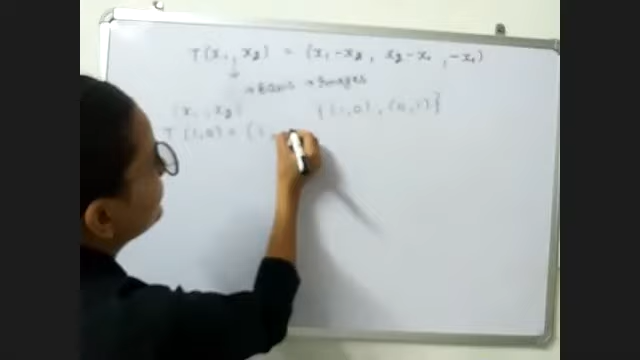 T(x₁, x₂) = (x₁-x₂, x₂-x₁, -x₁)
→ Basis → Images
(x₁, x₂) {(1,0), (0,1)}
T(1,0) = (1,